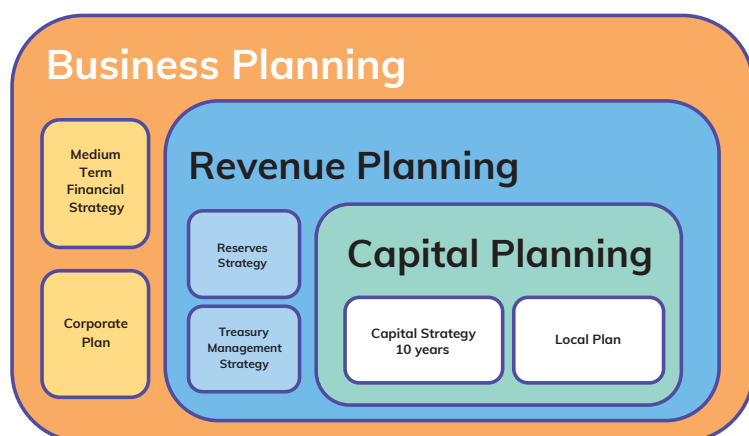 Business Planning
Medium
Term
Financial
Strategy
Corporate
Plan
Revenue Planning
Reserves
Strategy
Treasury
Management
Strategy
Capital Planning
Capital Strategy
10 years
Local Plan